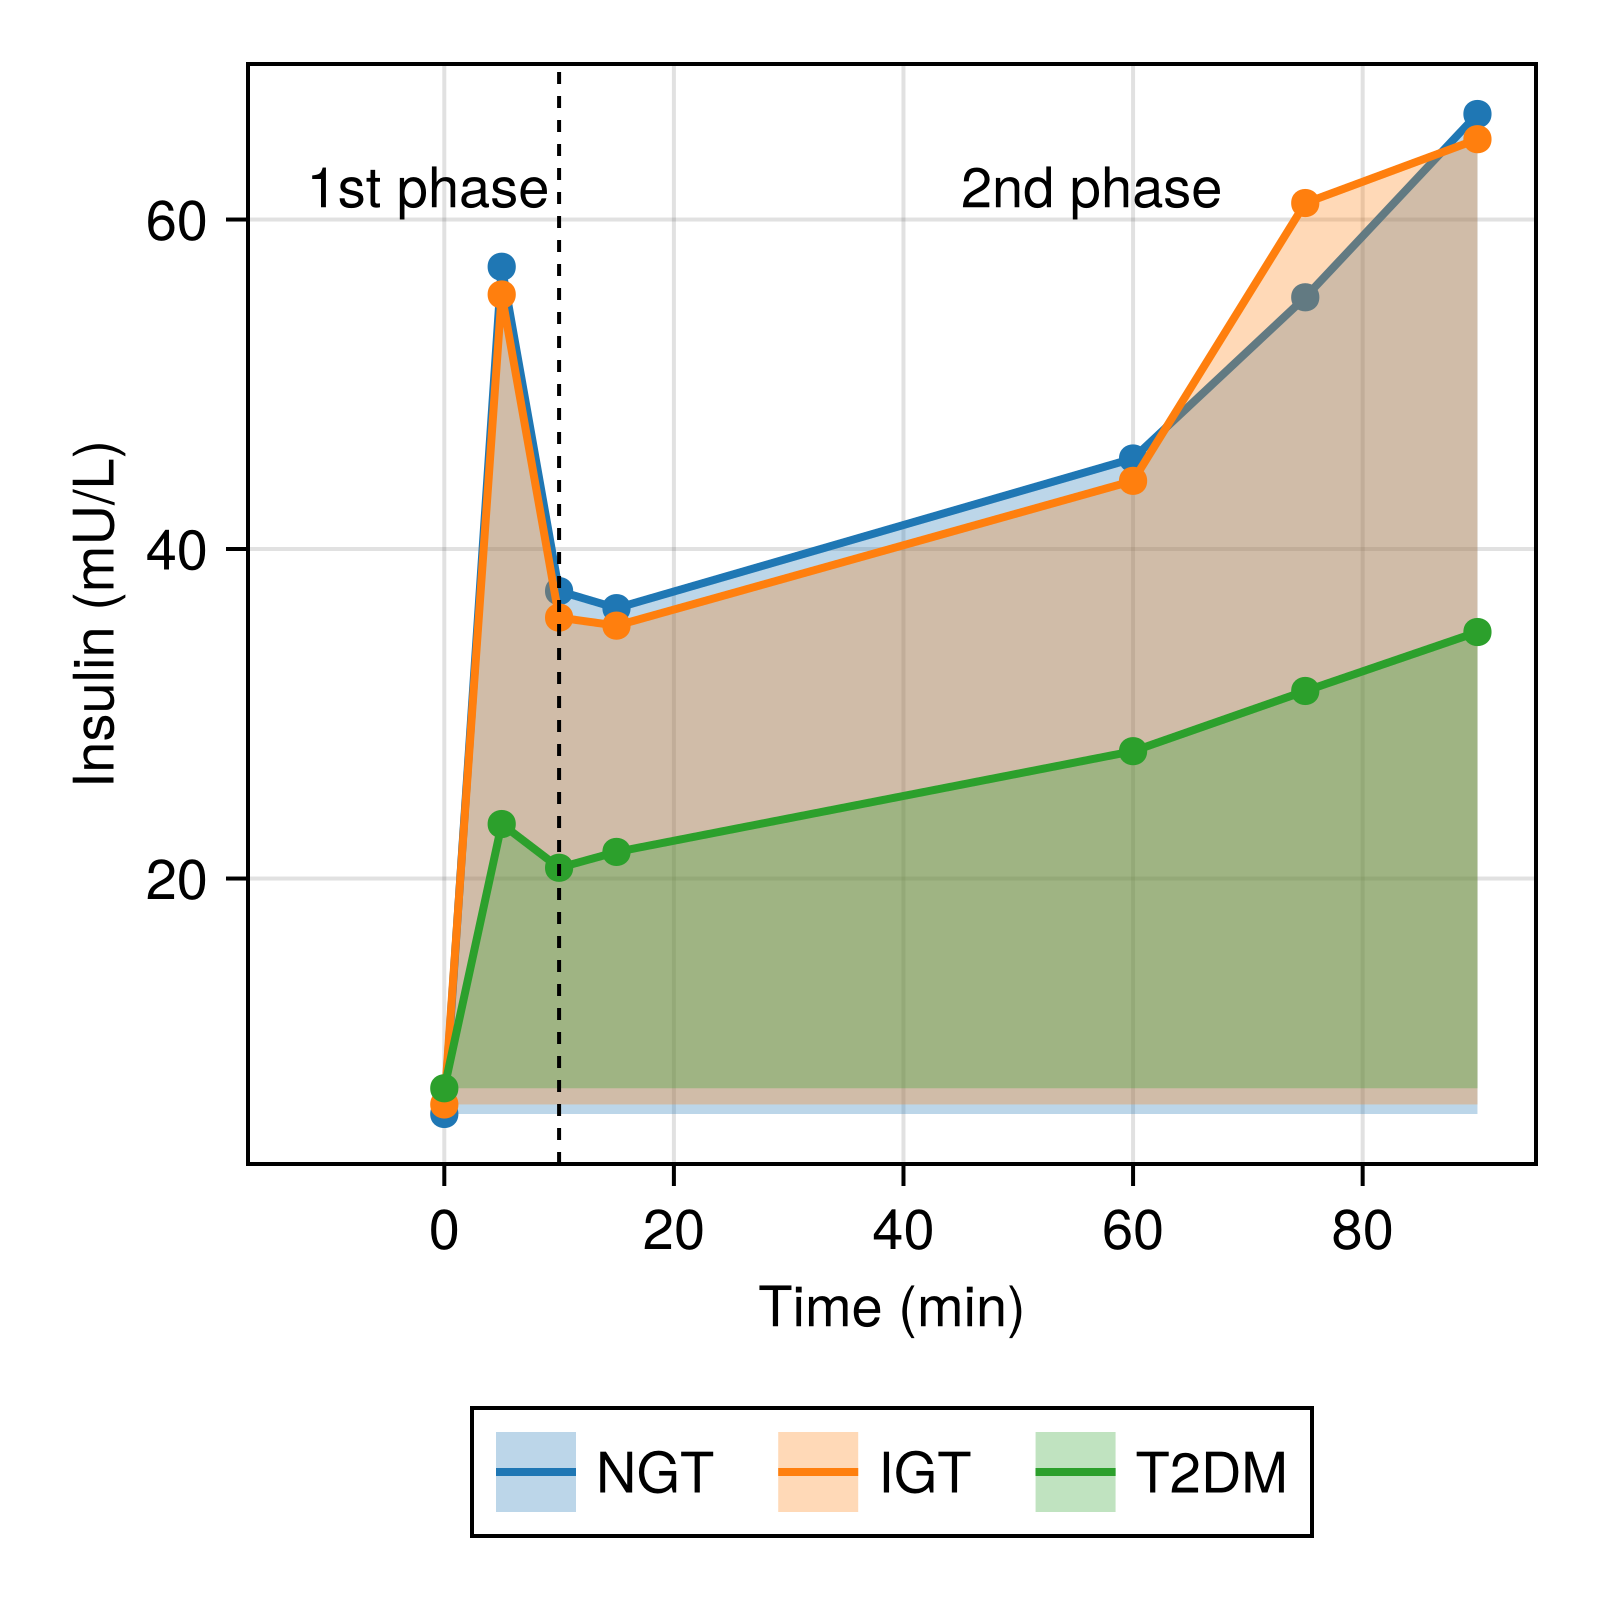 1st phase
2nd phase
Insulin (mU/L)
60
40
20
0 20 40 60 80
Time (min)
NGT IGT T2DM